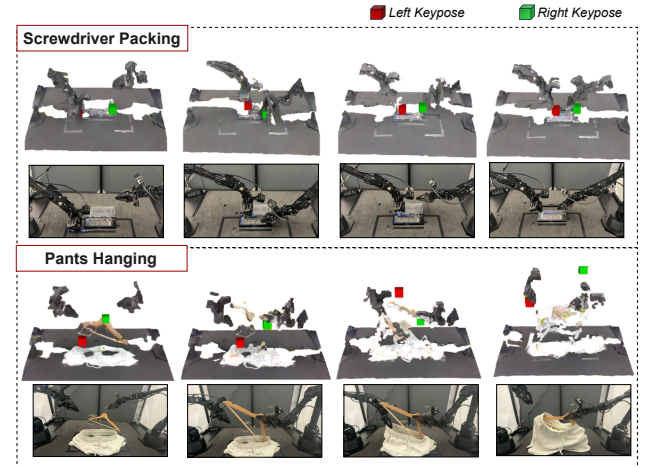 Left Keypose
Right Keypose
Screwdriver Packing
Pants Hanging